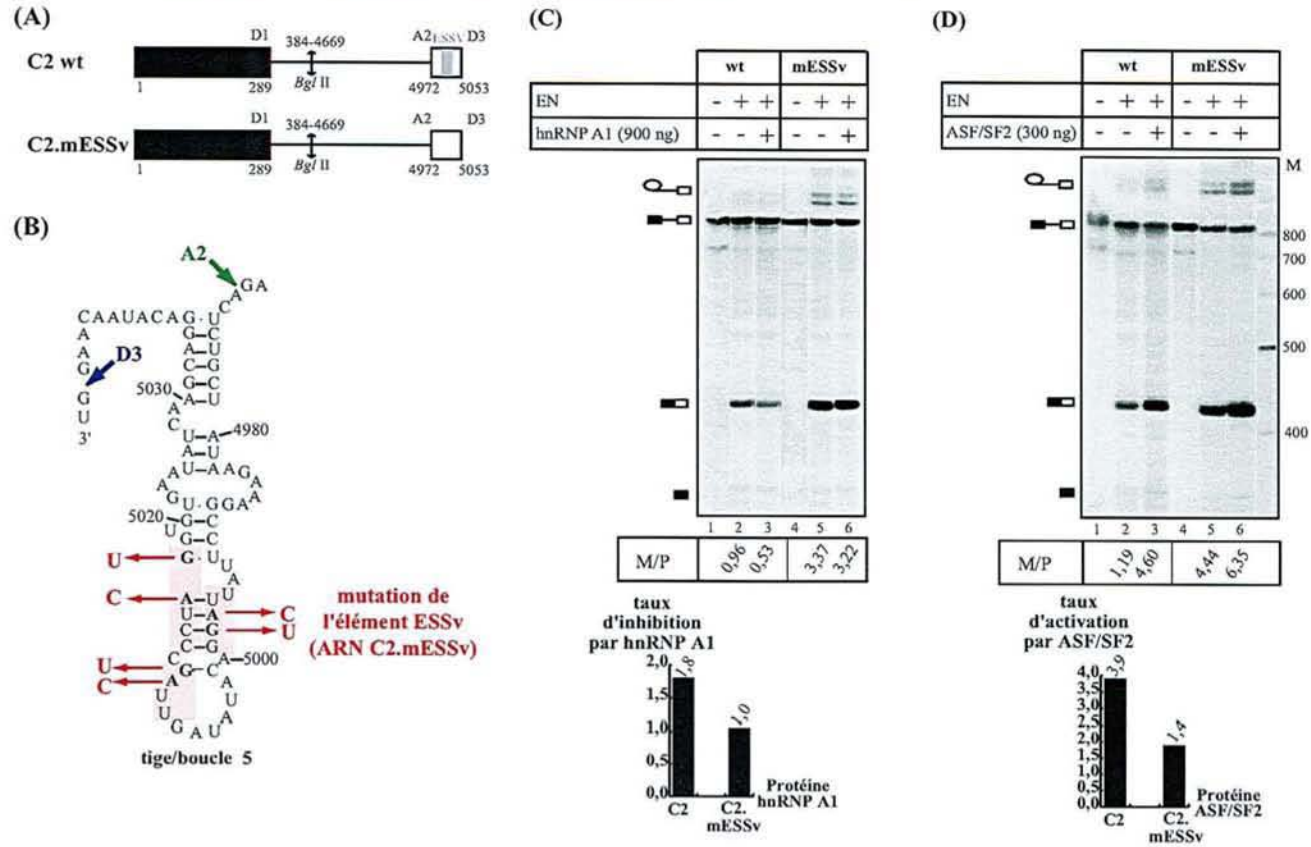 (A)
D1 384-4669 A2 ESSV D3
C2 wt
1 289 Bgl II 4972 5053
D1 384-4669 A2 D3
C2.mESSv
1 289 Bgl II 4972 5053
(B)
A2
D3
3'
5030
4980
5020
5000
U
C
U
C
C
U
mutation de
l'élément ESSv
(ARN C2.mESSv)
tige/boucle 5
(C)
wt mESSv
EN - + + - + +
hnRNP A1 (900 ng) - - + - - +
1 2 3 4 5 6
M/P 0,96 0,53 3,37 3,22
taux
d'inhibition
par hnRNP A1
2,0
1,5
1,0
0,5
0,0
1,8
1,0
C2 C2.
mESSv
Protéine
hnRNP A1
(D)
wt mESSv
EN - + + - + +
ASF/SF2 (300 ng) - - + - - +
M
800
700
600
500
400
1 2 3 4 5 6
M/P 1,19 4,60 4,44 6,35
taux
d'activation
par ASF/SF2
4,0
3,5
3,0
2,5
2,0
1,5
1,0
0,5
0,0
3,9
1,4
C2 C2.
mESSv
Protéine
ASF/SF2